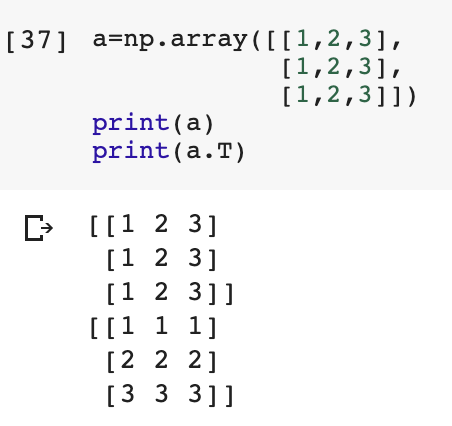 [37] a=np.array([[1,2,3],
[1,2,3],
[1,2,3]])
print(a)
print(a.T)
[[1 2 3]
[1 2 3]
[1 2 3]]
[[1 1 1]
[2 2 2]
[3 3 3]]